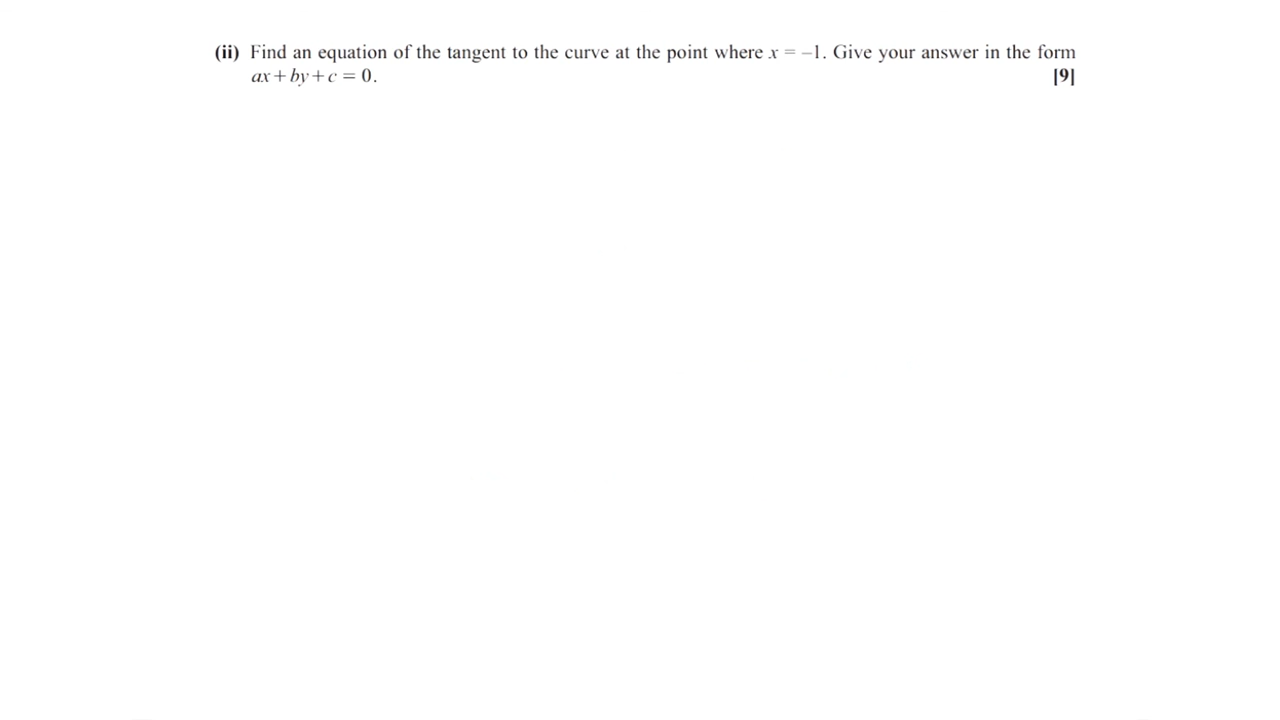 (ii) Find an equation of the tangent to the curve at the point where x = –1. Give your answer in the form
ax + by + c = 0. [9]